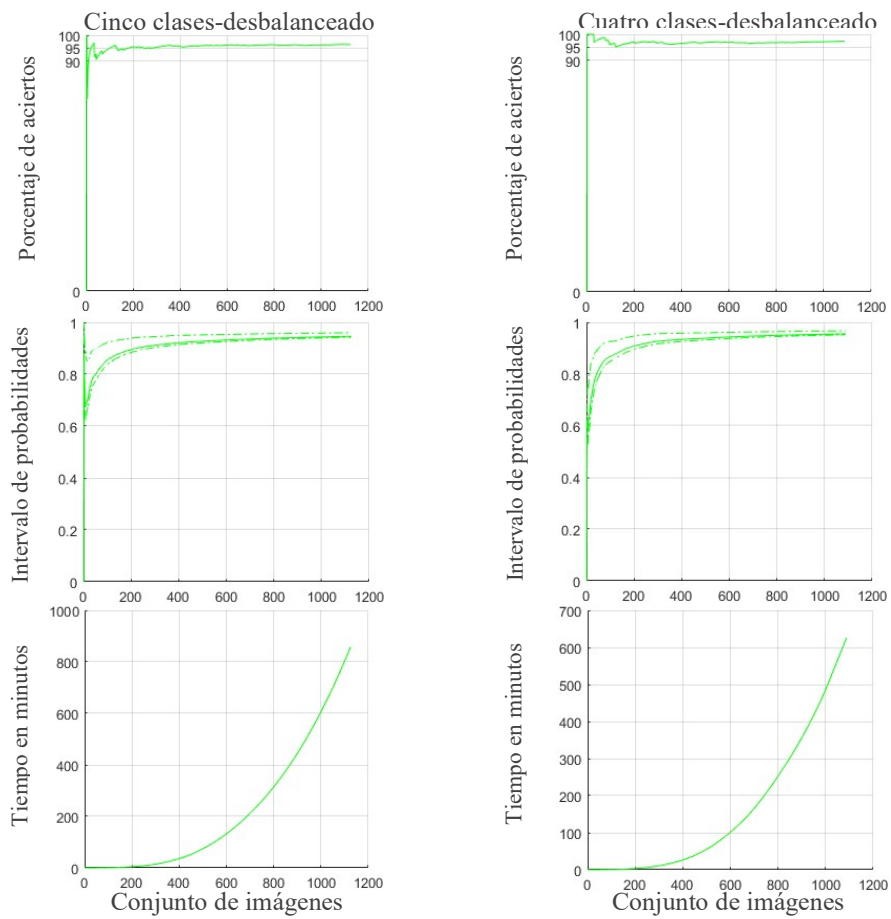 Cinco clases-desbalanceado
Cuatro clases-desbalanceado
Porcentaje de aciertos
100
95
90
0
0 200 400 600 800 1000 1200
Porcentaje de aciertos
100
95
90
0
0 200 400 600 800 1000 1200
Intervalo de probabilidades
1
0.8
0.6
0.4
0.2
0
0 200 400 600 800 1000 1200
Intervalo de probabilidades
1
0.8
0.6
0.4
0.2
0
0 200 400 600 800 1000 1200
Tiempo en minutos
1000
800
600
400
200
0
0 200 400 600 800 1000 1200
Conjunto de imágenes
Tiempo en minutos
700
600
500
400
300
200
100
0
0 200 400 600 800 1000 1200
Conjunto de imágenes